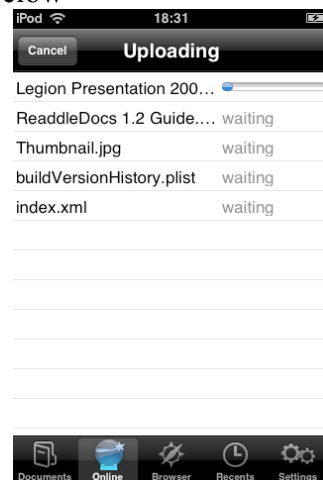 iPod 18:31
Cancel Uploading
Legion Presentation 200...
ReaddleDocs 1.2 Guide.... waiting
Thumbnail.jpg waiting
buildVersionHistory.plist waiting
index.xml waiting
Documents Online Browser Recents Settings